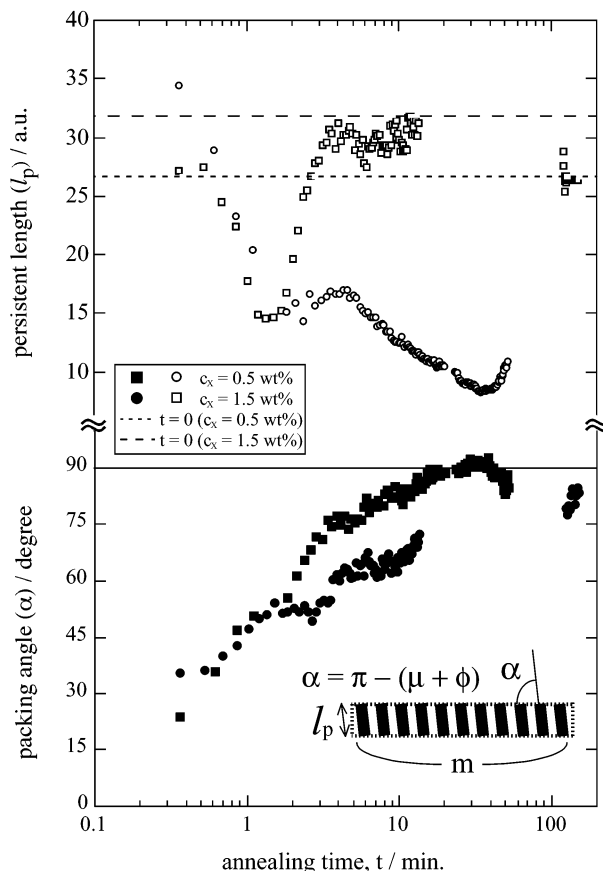 40
35
30
25
20
15
10
persistent length (lp) / a.u.
cX = 0.5 wt%
cX = 1.5 wt%
t = 0 (cX = 0.5 wt%)
t = 0 (cX = 1.5 wt%)
90
75
60
45
30
15
0
packing angle (α) / degree
α = π − (μ + ϕ)
α
lp
m
0.1
1
10
100
annealing time, t / min.